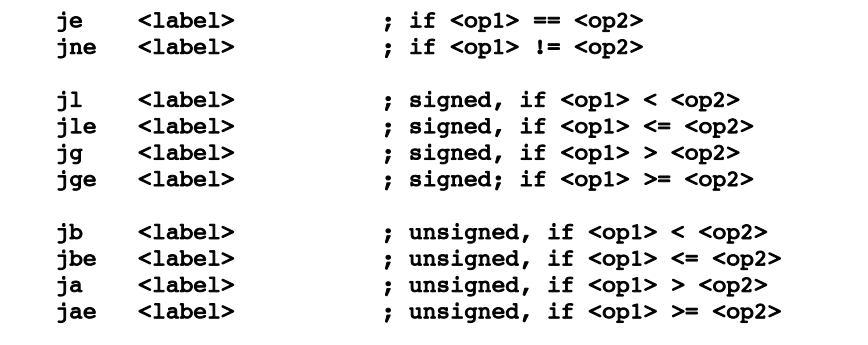 je <label> ; if <op1> == <op2>
jne <label> ; if <op1> != <op2>
jl <label> ; signed, if <op1> < <op2>
jle <label> ; signed, if <op1> <= <op2>
jg <label> ; signed, if <op1> > <op2>
jge <label> ; signed; if <op1> >= <op2>
jb <label> ; unsigned, if <op1> < <op2>
jbe <label> ; unsigned, if <op1> <= <op2>
ja <label> ; unsigned, if <op1> > <op2>
jae <label> ; unsigned, if <op1> >= <op2>